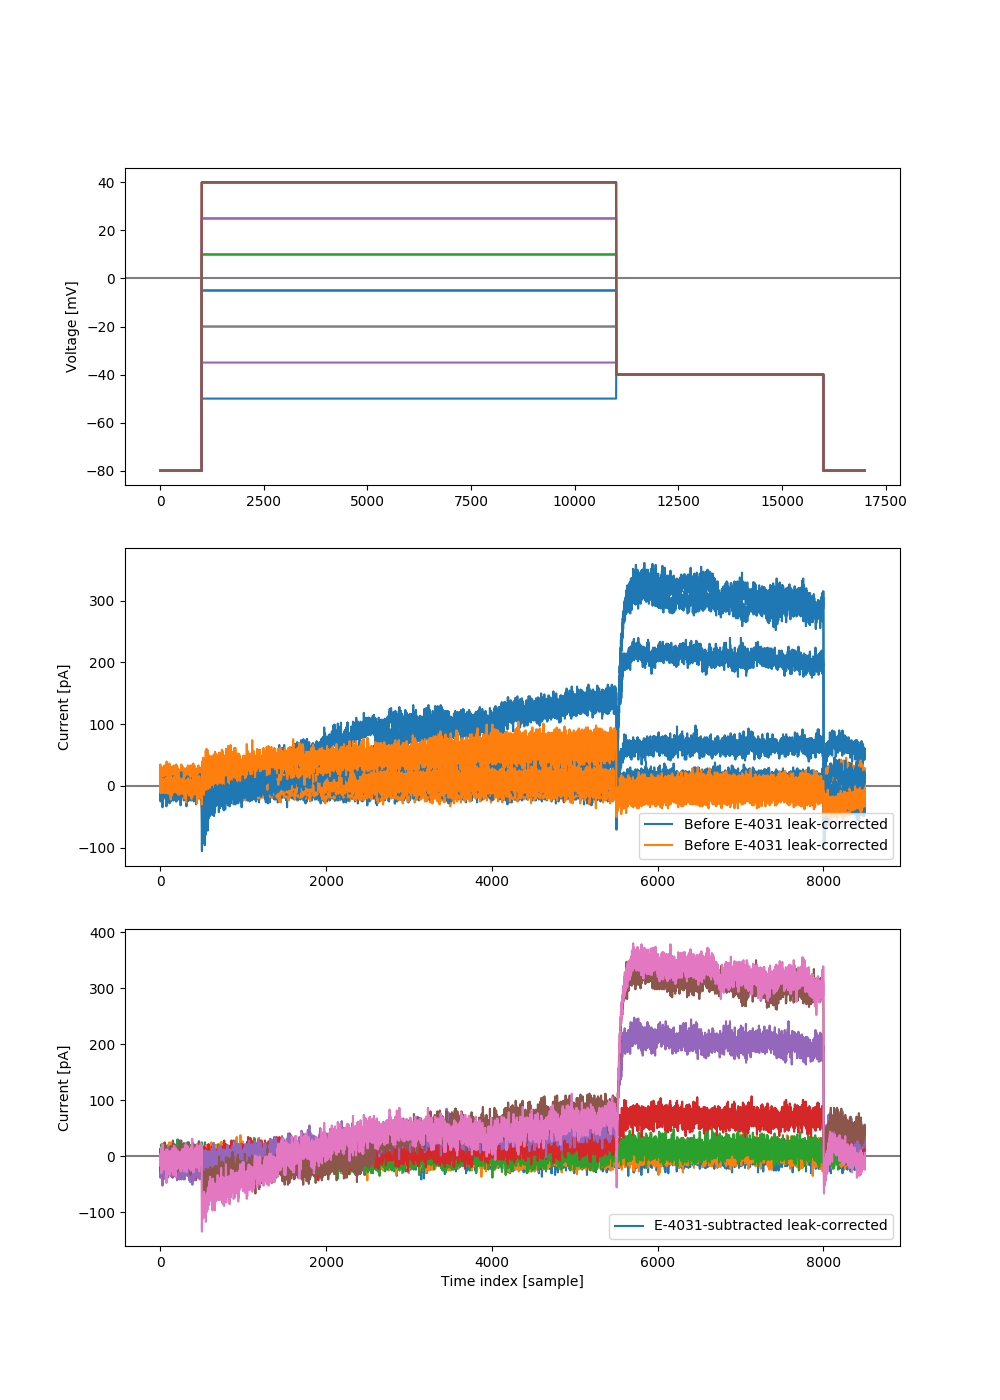 40
20
0
−20
−40
−60
−80
Voltage [mV]
0 2500 5000 7500 10000 12500 15000 17500
300
200
100
0
−100
Current [pA]
Before E-4031 leak-corrected
Before E-4031 leak-corrected
0 2000 4000 6000 8000
400
300
200
100
0
−100
Current [pA]
E-4031-subtracted leak-corrected
0 2000 4000 6000 8000
Time index [sample]